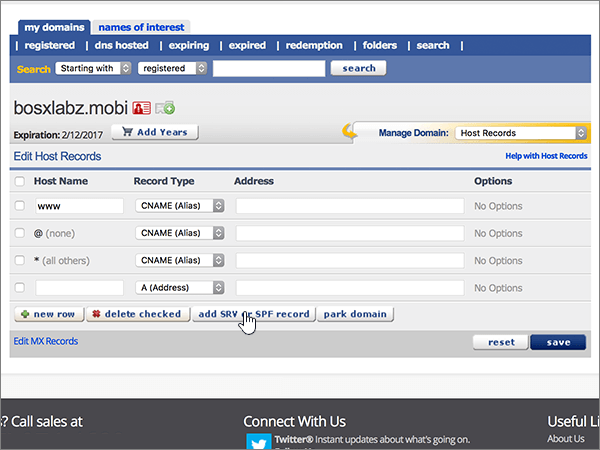 my domains names of interest
| registered | dns hosted | expiring | expired | redemption | folders | search |
Search Starting with registered search
bosxlabz.mobi
Expiration: 2/12/2017 Add Years Manage Domain: Host Records
Edit Host Records Help with Host Records
Host Name Record Type Address Options
www CNAME (Alias) No Options
@ (none) CNAME (Alias) No Options
* (all others) CNAME (Alias) No Options
A (Address) No Options
new row delete checked add SRV or SPF record park domain
Edit MX Records reset save
s? Call sales at Connect With Us Useful Li
Twitter® Instant updates about what's going on. About Us